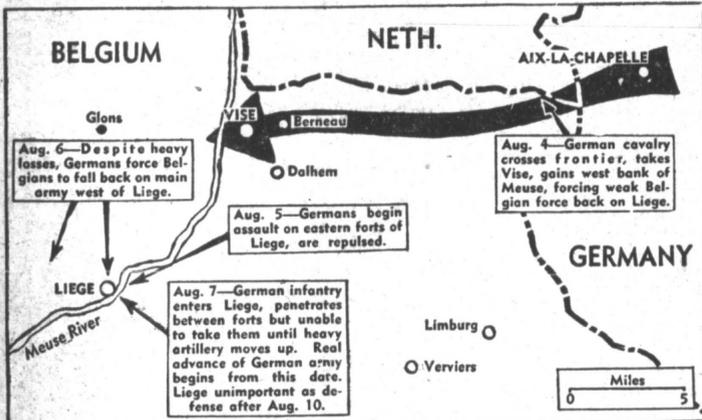 BELGIUM
NETH.
AIX-LA-CHAPELLE
Glons
VISE
Berneau
Aug. 6—Despite heavy
losses, Germans force Bel-
gians to fall back on main
army west of Liege.
Aug. 4—German cavalry
crosses frontier, takes
Vise, gains west bank of
Meuse, forcing weak Bel-
gian force back on Liege.
Dalhem
Aug. 5—Germans begin
assault on eastern forts of
Liege, are repulsed.
GERMANY
LIEGE
Aug. 7—German infantry
enters Liege, penetrates
between forts but unable
to take them until heavy
artillery moves up. Real
advance of German army
begins from this date.
Liege unimportant as de-
fense after Aug. 10.
Meuse River
Limburg
Verviers
Miles
0 5